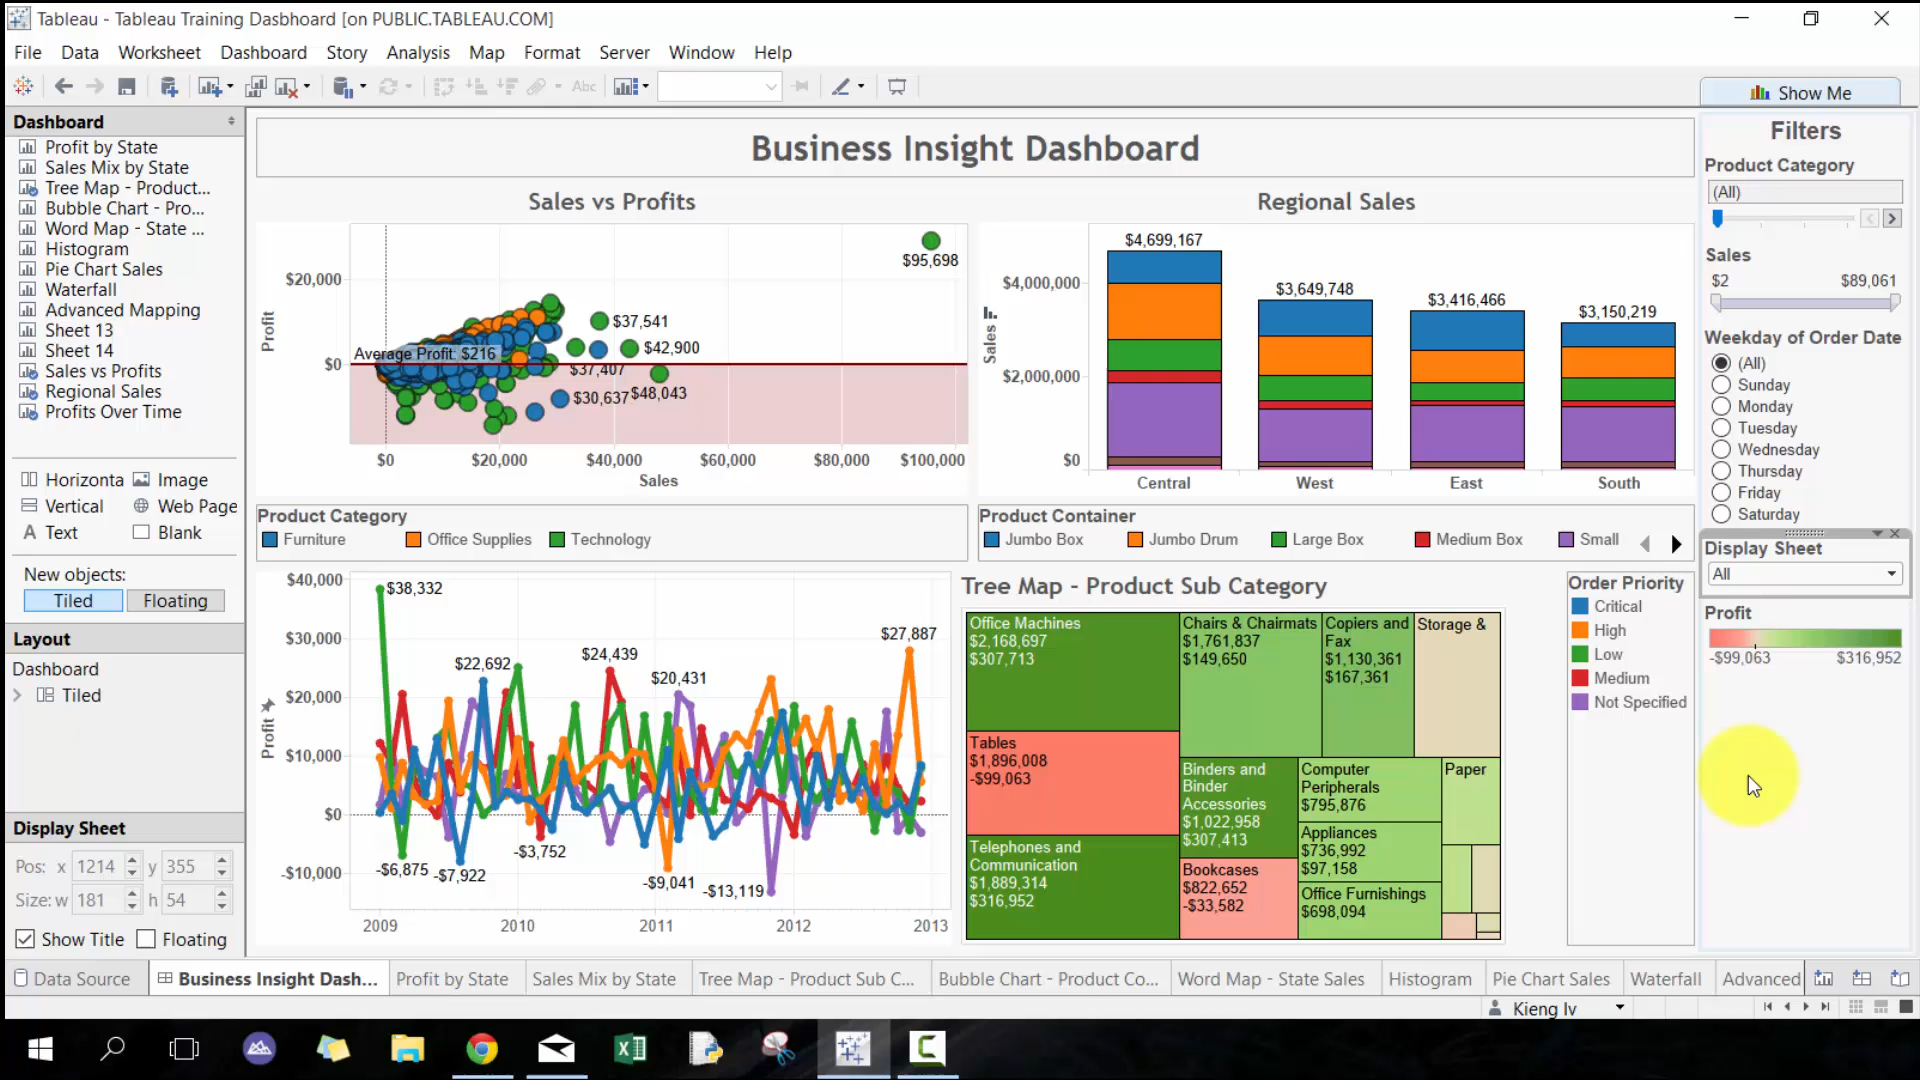 Tableau - Tableau Training Dasbhoard [on PUBLIC.TABLEAU.COM]
File Data Worksheet Dashboard Story Analysis Map Format Server Window Help
Abc
Show Me
Dashboard
Profit by State
Sales Mix by State
Tree Map - Product...
Bubble Chart - Pro...
Word Map - State ...
Histogram
Pie Chart Sales
Waterfall
Advanced Mapping
Sheet 13
Sheet 14
Sales vs Profits
Regional Sales
Profits Over Time
Horizonta Image
Vertical Web Page
A Text Blank
New objects:
Tiled Floating
Layout
Dashboard
Tiled
Display Sheet
Pos: x 1214 y 355
Size: w 181 h 54
Show Title Floating
Business Insight Dashboard
Sales vs Profits
Profit
$20,000
$0
$95,698
$37,541
$42,900
Average Profit: $216
$37,407
$30,637
$48,043
$0 $20,000 $40,000 $60,000 $80,000 $100,000
Sales
Regional Sales
Sales
$4,000,000
$2,000,000
$0
$4,699,167
$3,649,748
$3,416,466
$3,150,219
Central West East South
Product Category
Furniture Office Supplies Technology
Product Container
Jumbo Box Jumbo Drum Large Box Medium Box Small
Profit
$40,000
$30,000
$20,000
$10,000
$0
-$10,000
$38,332
$27,887
$24,439
$22,692
$20,431
-$3,752
-$6,875
-$7,922
-$9,041
-$13,119
2009 2010 2011 2012 2013
Tree Map - Product Sub Category
Office Machines
$2,168,697
$307,713
Tables
$1,896,008
-$99,063
Telephones and
Communication
$1,889,314
$316,952
Chairs & Chairmats
$1,761,837
$149,650
Copiers and
Fax
$1,130,361
$167,361
Storage &
Binders and
Binder
Accessories
$1,022,958
$307,413
Bookcases
$822,652
-$33,582
Computer
Peripherals
$795,876
Appliances
$736,992
$97,158
Office Furnishings
$698,094
Paper
Order Priority
Critical
High
Low
Medium
Not Specified
Filters
Product Category
(All)
Sales
$2 $89,061
Weekday of Order Date
(All)
Sunday
Monday
Tuesday
Wednesday
Thursday
Friday
Saturday
Display Sheet
All
Profit
-$99,063 $316,952
Data Source Business Insight Dash... Profit by State Sales Mix by State Tree Map - Product Sub C... Bubble Chart - Product Co... Word Map - State Sales Histogram Pie Chart Sales Waterfall Advanced
Kieng Iv